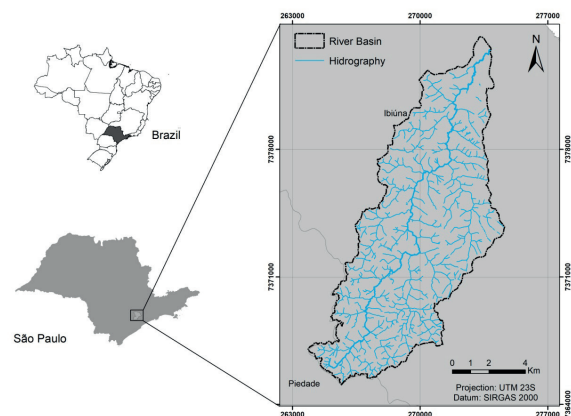 263000
270000
277000
River Basin
Hidrography
N
Ibiúna
Brazil
7378000
7378000
7371000
7371000
São Paulo
Piedade
0
2
4
Km
Projection: UTM 23S
Datum: SIRGAS 2000
7364000
263000
270000
277000